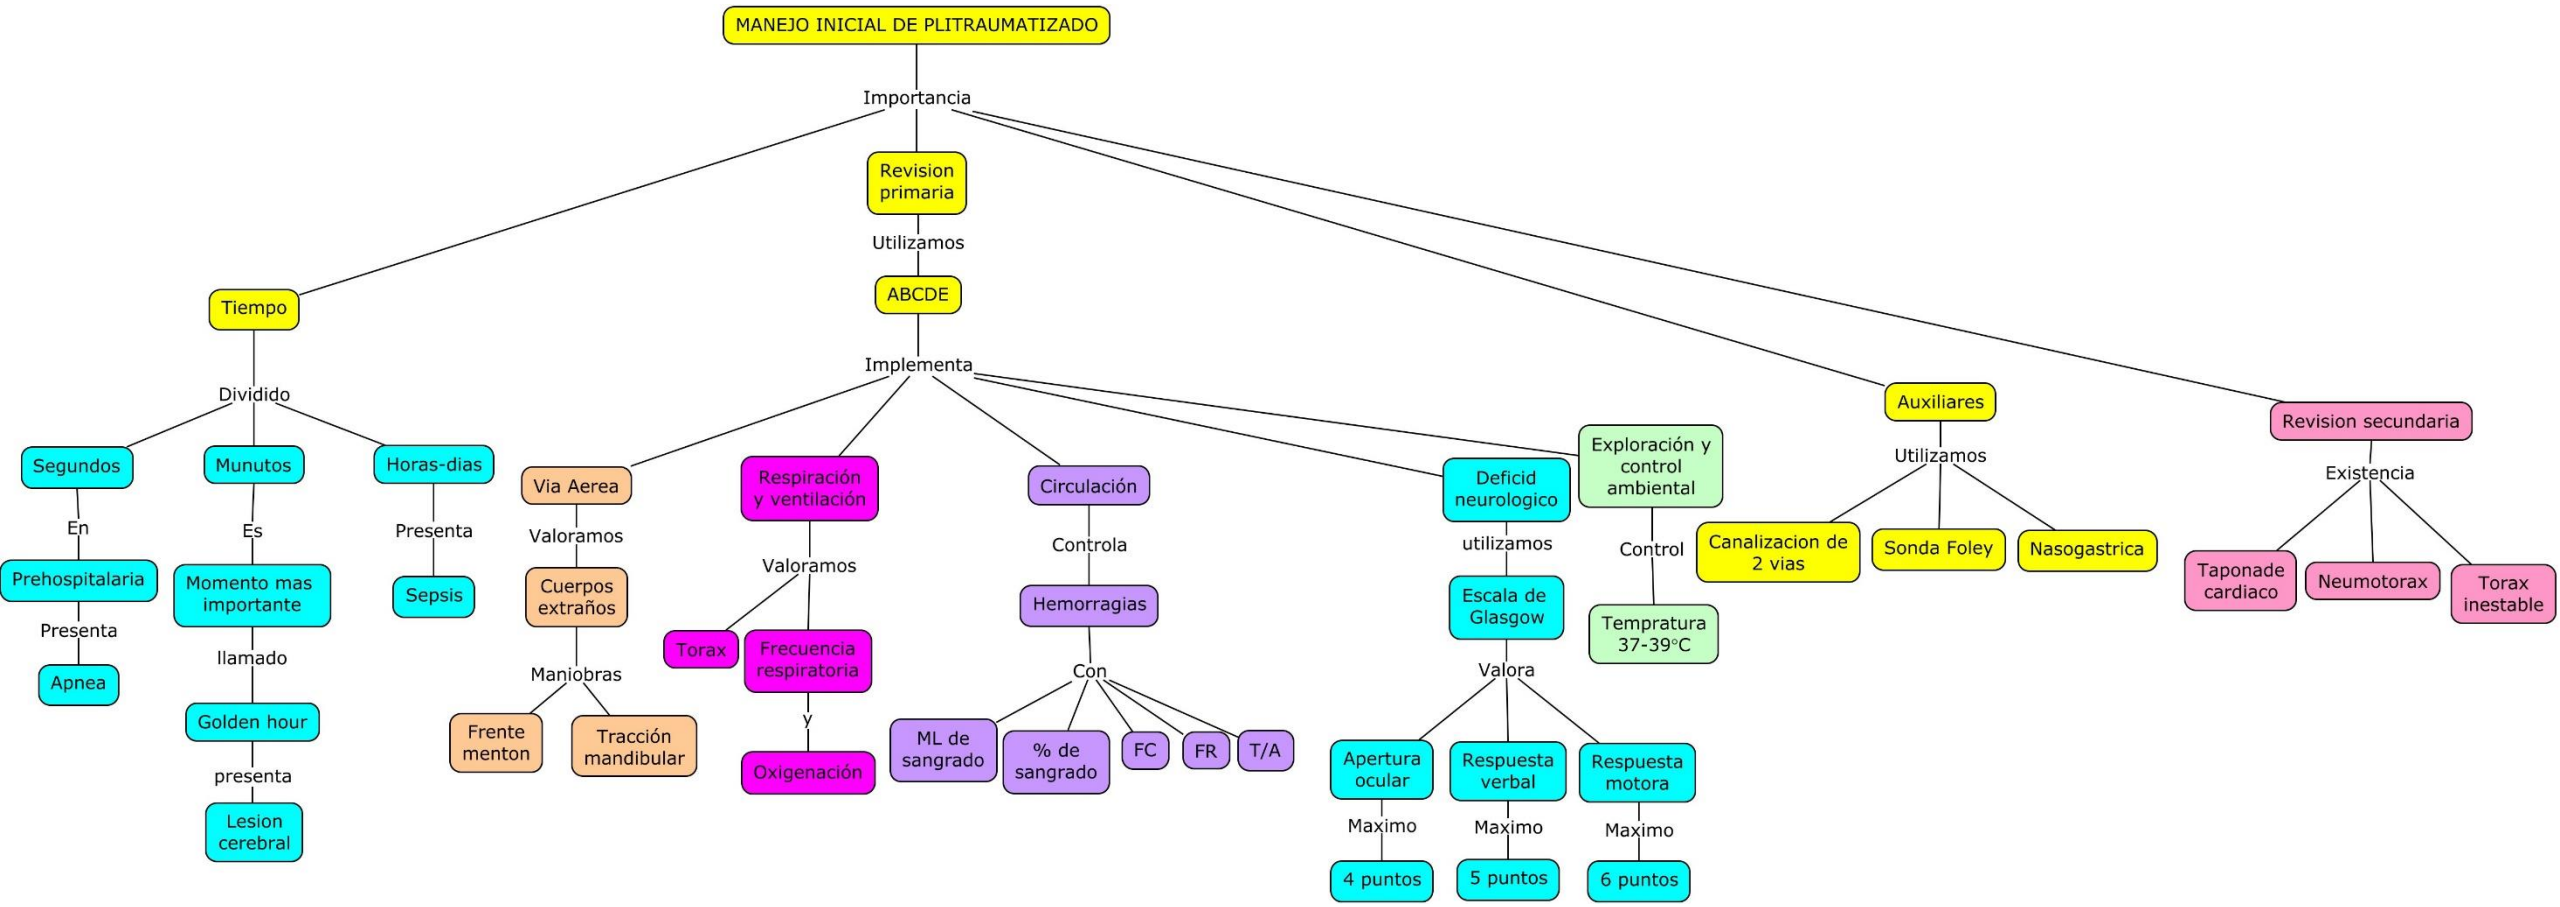 MANEJO INICIAL DE PLITRAUMATIZADO
Importancia
Revision
primaria
Utilizamos
ABCDE
Implementa
Tiempo
Dividido
Segundos
En
Prehospitalaria
Presenta
Apnea
Munutos
Es
Momento mas
importante
llamado
Golden hour
presenta
Lesion
cerebral
Horas-dias
Presenta
Sepsis
Via Aerea
Valoramos
Cuerpos
extraños
Maniobras
Frente
menton
Tracción
mandibular
Respiración
y ventilación
Valoramos
Torax
Frecuencia
respiratoria
y
Oxigenación
Circulación
Controla
Hemorragias
Con
ML de
sangrado
% de
sangrado
FC
FR
T/A
Deficid
neurologico
utilizamos
Escala de
Glasgow
Valora
Apertura
ocular
Maximo
4 puntos
Respuesta
verbal
Maximo
5 puntos
Respuesta
motora
Maximo
6 puntos
Exploración y
control
ambiental
Control
Tempratura
37-39°C
Auxiliares
Utilizamos
Canalizacion de
2 vias
Sonda Foley
Nasogastrica
Revision secundaria
Existencia
Taponade
cardiaco
Neumotorax
Torax
inestable